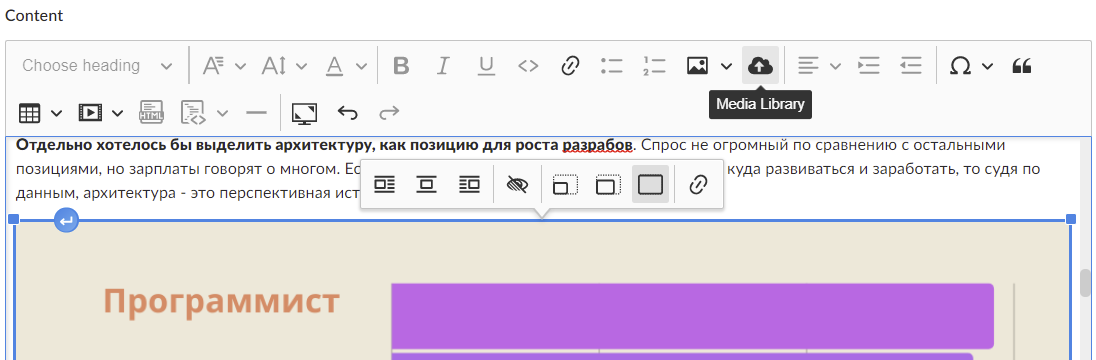 Content
Choose heading
Media Library
Отдельно хотелось бы выделить архитектуру, как позицию для роста разрабов. Спрос не огромный по сравнению с остальными
позициями, но зарплаты говорят о многом. Ес куда развиваться и заработать, то судя по
данным, архитектура - это перспективная ист
Программист